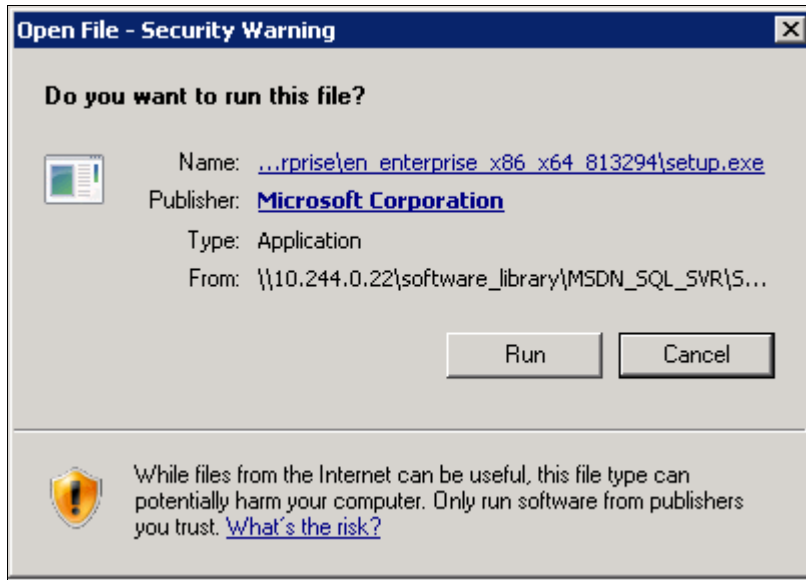 Open File - Security Warning
Do you want to run this file?
Name: ...rprise\en_enterprise_x86_x64_813294\setup.exe
Publisher: Microsoft Corporation
Type: Application
From: \\10.244.0.22\software_library\MSDN_SQL_SVR\S...
Run Cancel
While files from the Internet can be useful, this file type can
potentially harm your computer. Only run software from publishers
you trust. What's the risk?